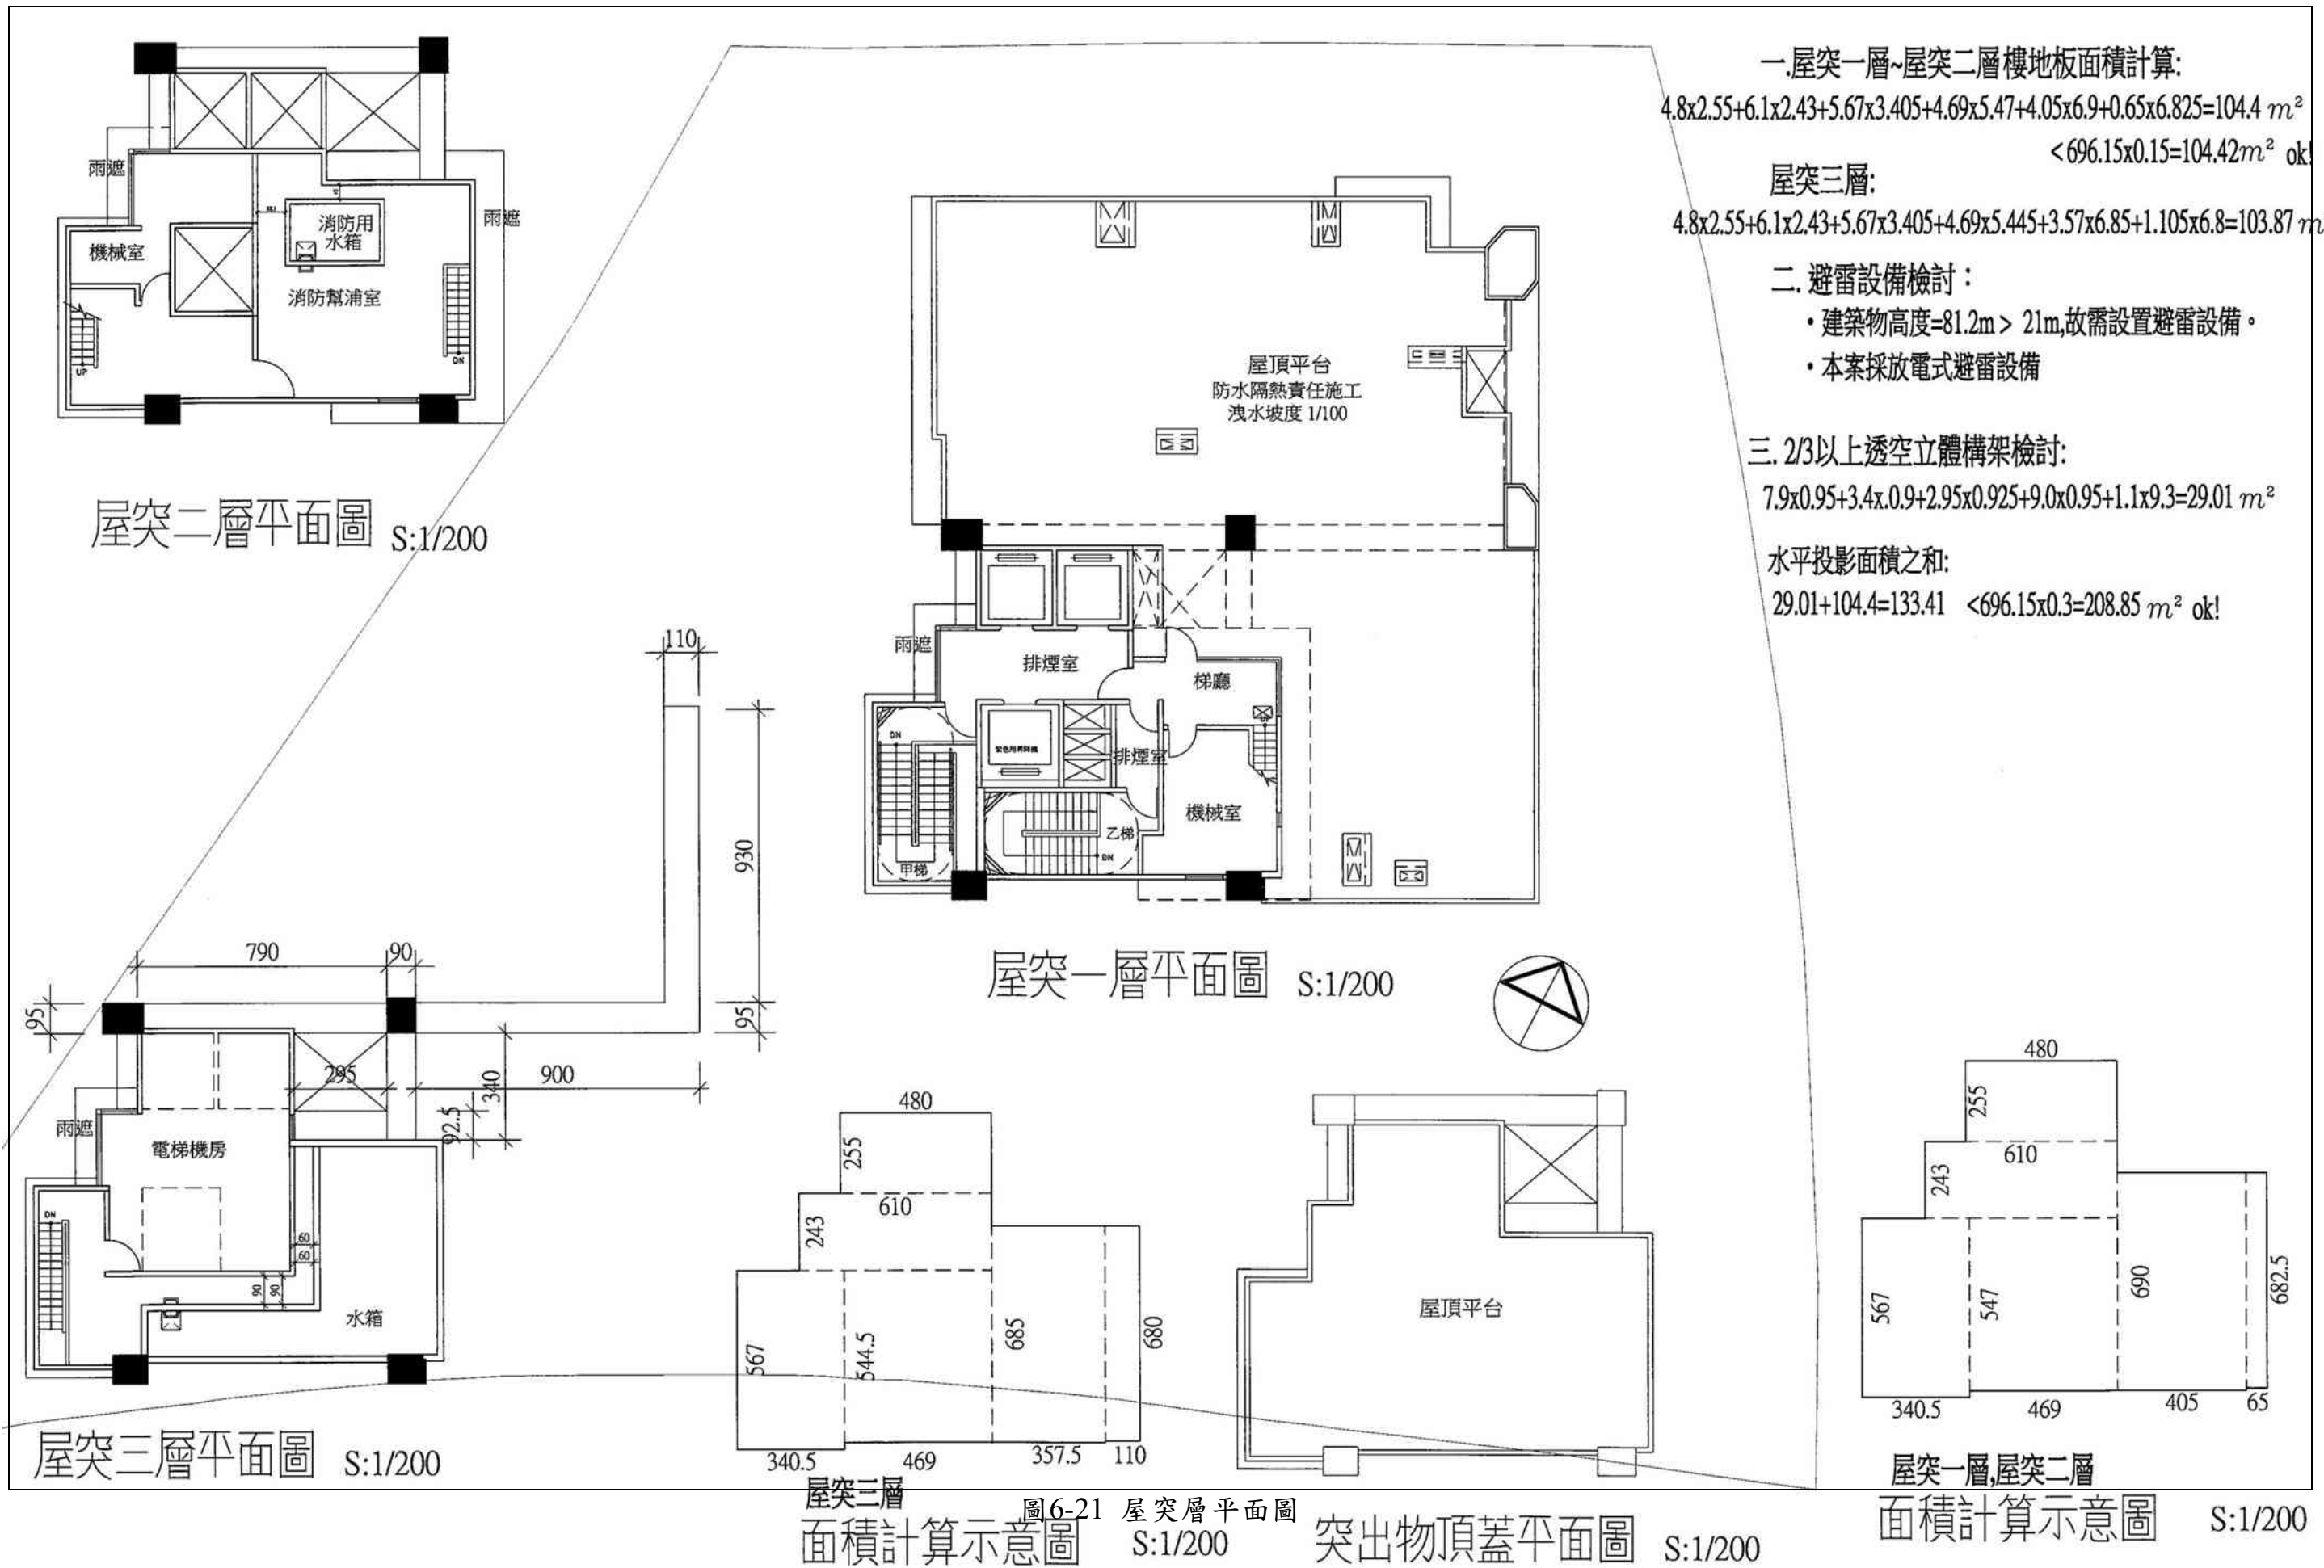 一.屋突一層~屋突二層樓地板面積計算:
4.8x2.55+6.1x2.43+5.67x3.405+4.69x5.47+4.05x6.9+0.65x6.825=104.4 m²
<696.15x0.15=104.42m² ok!
屋突三層:
4.8x2.55+6.1x2.43+5.67x3.405+4.69x5.445+3.57x6.85+1.105x6.8=103.87 m
二. 避雷設備檢討：
・建築物高度=81.2m > 21m,故需設置避雷設備。
・本案採放電式避雷設備
三. 2/3以上透空立體構架檢討:
7.9x0.95+3.4x.0.9+2.95x0.925+9.0x0.95+1.1x9.3=29.01 m²
水平投影面積之和:
29.01+104.4=133.41 <696.15x0.3=208.85 m² ok!
雨遮
雨遮
機械室
消防用
水箱
消防幫浦室
UP
DN
屋突二層平面圖 S:1/200
屋頂平台
防水隔熱責任施工
洩水坡度 1/100
雨遮
排煙室
梯廳
UP
DN
緊急用昇降機
排煙室
機械室
乙梯
DN
甲梯
屋突一層平面圖 S:1/200
110
930
95
790
90
95
295
340
900
92.5
雨遮
電梯機房
DN
60
60
90
90
水箱
屋突三層平面圖 S:1/200
480
255
610
243
567
544.5
685
680
340.5
469
357.5
110
屋突三層
面積計算示意圖 S:1/200
屋頂平台
突出物頂蓋平面圖 S:1/200
480
255
610
243
567
547
690
682.5
340.5
469
405
65
屋突一層,屋突二層
面積計算示意圖 S:1/200
圖6-21 屋突層平面圖